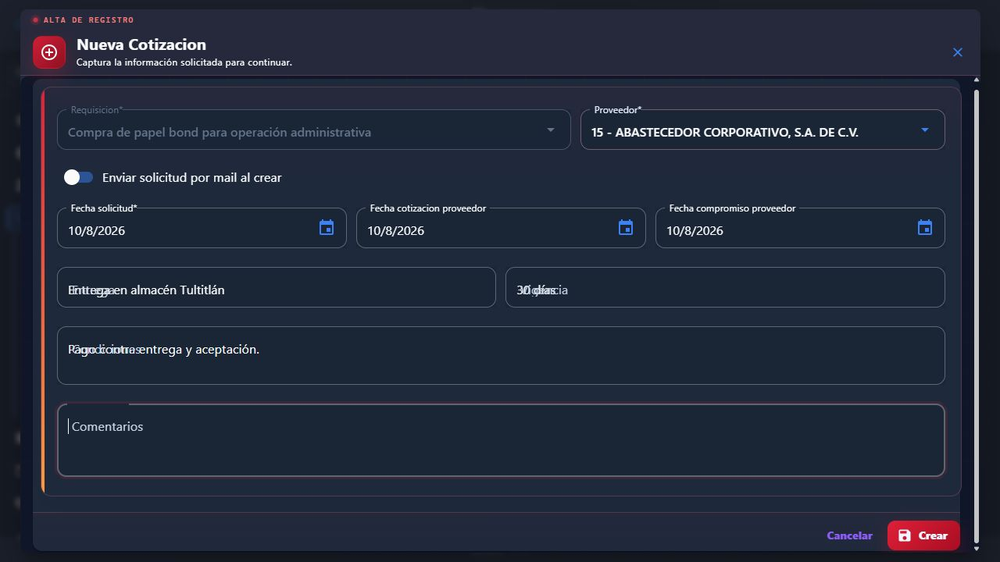 ALTA DE REGISTRO
Nueva Cotizacion
Captura la información solicitada para continuar.
Requisicion*
Compra de papel bond para operación administrativa
Proveedor*
15 - ABASTECEDOR CORPORATIVO, S.A. DE C.V.
Enviar solicitud por mail al crear
Fecha solicitud*
10/8/2026
Fecha cotizacion proveedor
10/8/2026
Fecha compromiso proveedor
10/8/2026
Entrega
Entrega en almacén Tultitlán
Vigencia
30 días
Condiciones
Pago contra entrega y aceptación.
Comentarios
Cancelar
Crear